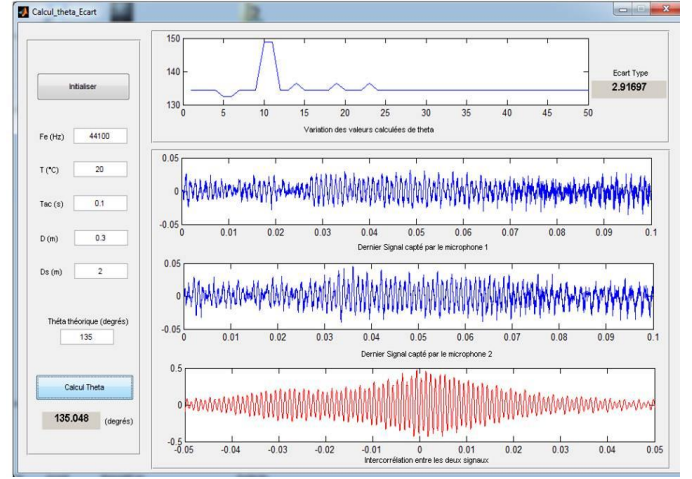 Calcul_theta_Ecart
Initialiser
Fe (Hz) 44100
T (°C) 20
Tac (s) 0.1
D (m) 0.3
Ds (m) 2
Théta théorique (degrés)
135
Calcul Theta
135.048 (degrés)
150
140
130
0 5 10 15 20 25 30 35 40 45 50
Variation des valeurs calculées de theta
Ecart Type
2.91697
0.05
0
-0.05
0 0.01 0.02 0.03 0.04 0.05 0.06 0.07 0.08 0.09 0.1
Dernier Signal capté par le microphone 1
0.05
0
-0.05
0 0.01 0.02 0.03 0.04 0.05 0.06 0.07 0.08 0.09 0.1
Dernier Signal capté par le microphone 2
0.5
0
-0.5
-0.05 -0.04 -0.03 -0.02 -0.01 0 0.01 0.02 0.03 0.04 0.05
Intercorrélation entre les deux signaux